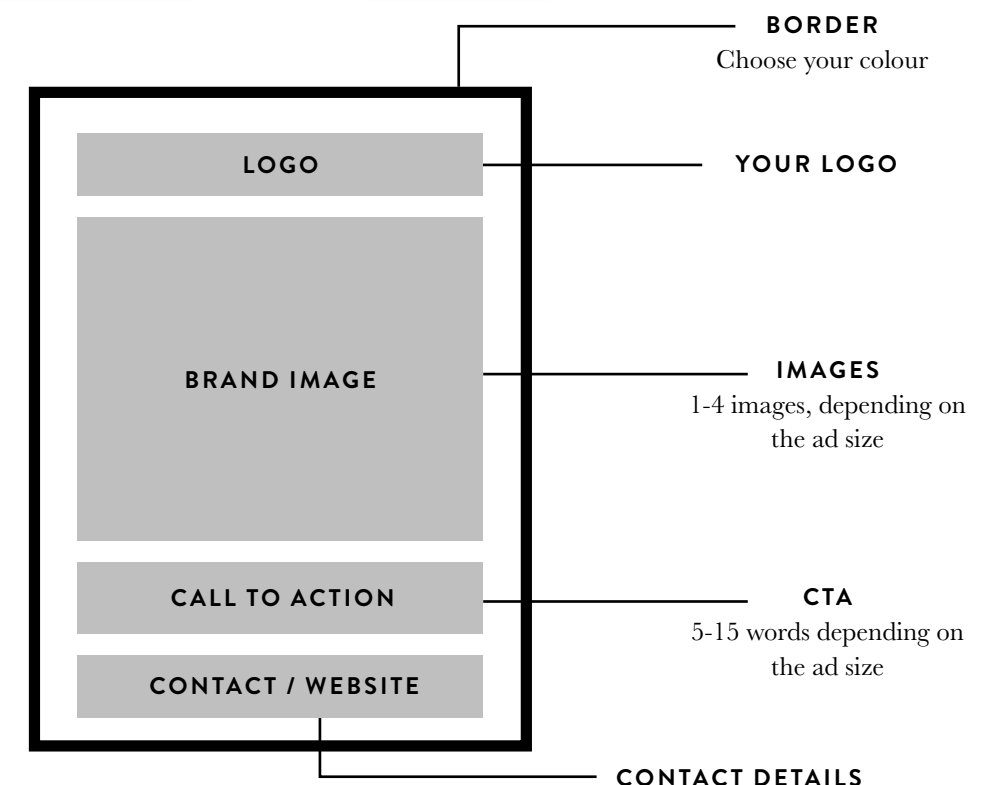 BORDER
Choose your colour
LOGO
YOUR LOGO
BRAND IMAGE
IMAGES
1-4 images, depending on
the ad size
CALL TO ACTION
CTA
5-15 words depending on
the ad size
CONTACT / WEBSITE
CONTACT DETAILS